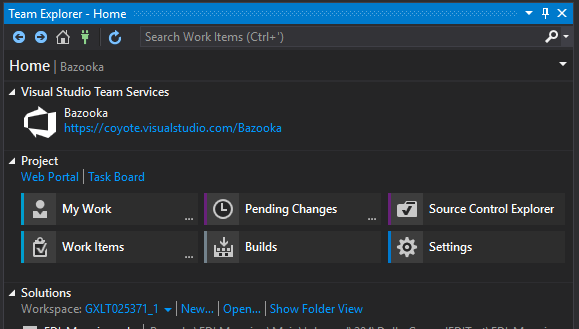 Team Explorer - Home
Search Work Items (Ctrl+')
Home | Bazooka
Visual Studio Team Services
Bazooka
https://coyote.visualstudio.com/Bazooka
Project
Web Portal | Task Board
My Work ... Pending Changes ... Source Control Explorer
Work Items ... Builds Settings
Solutions
Workspace: GXLT025371_1 | New... | Open... | Show Folder View